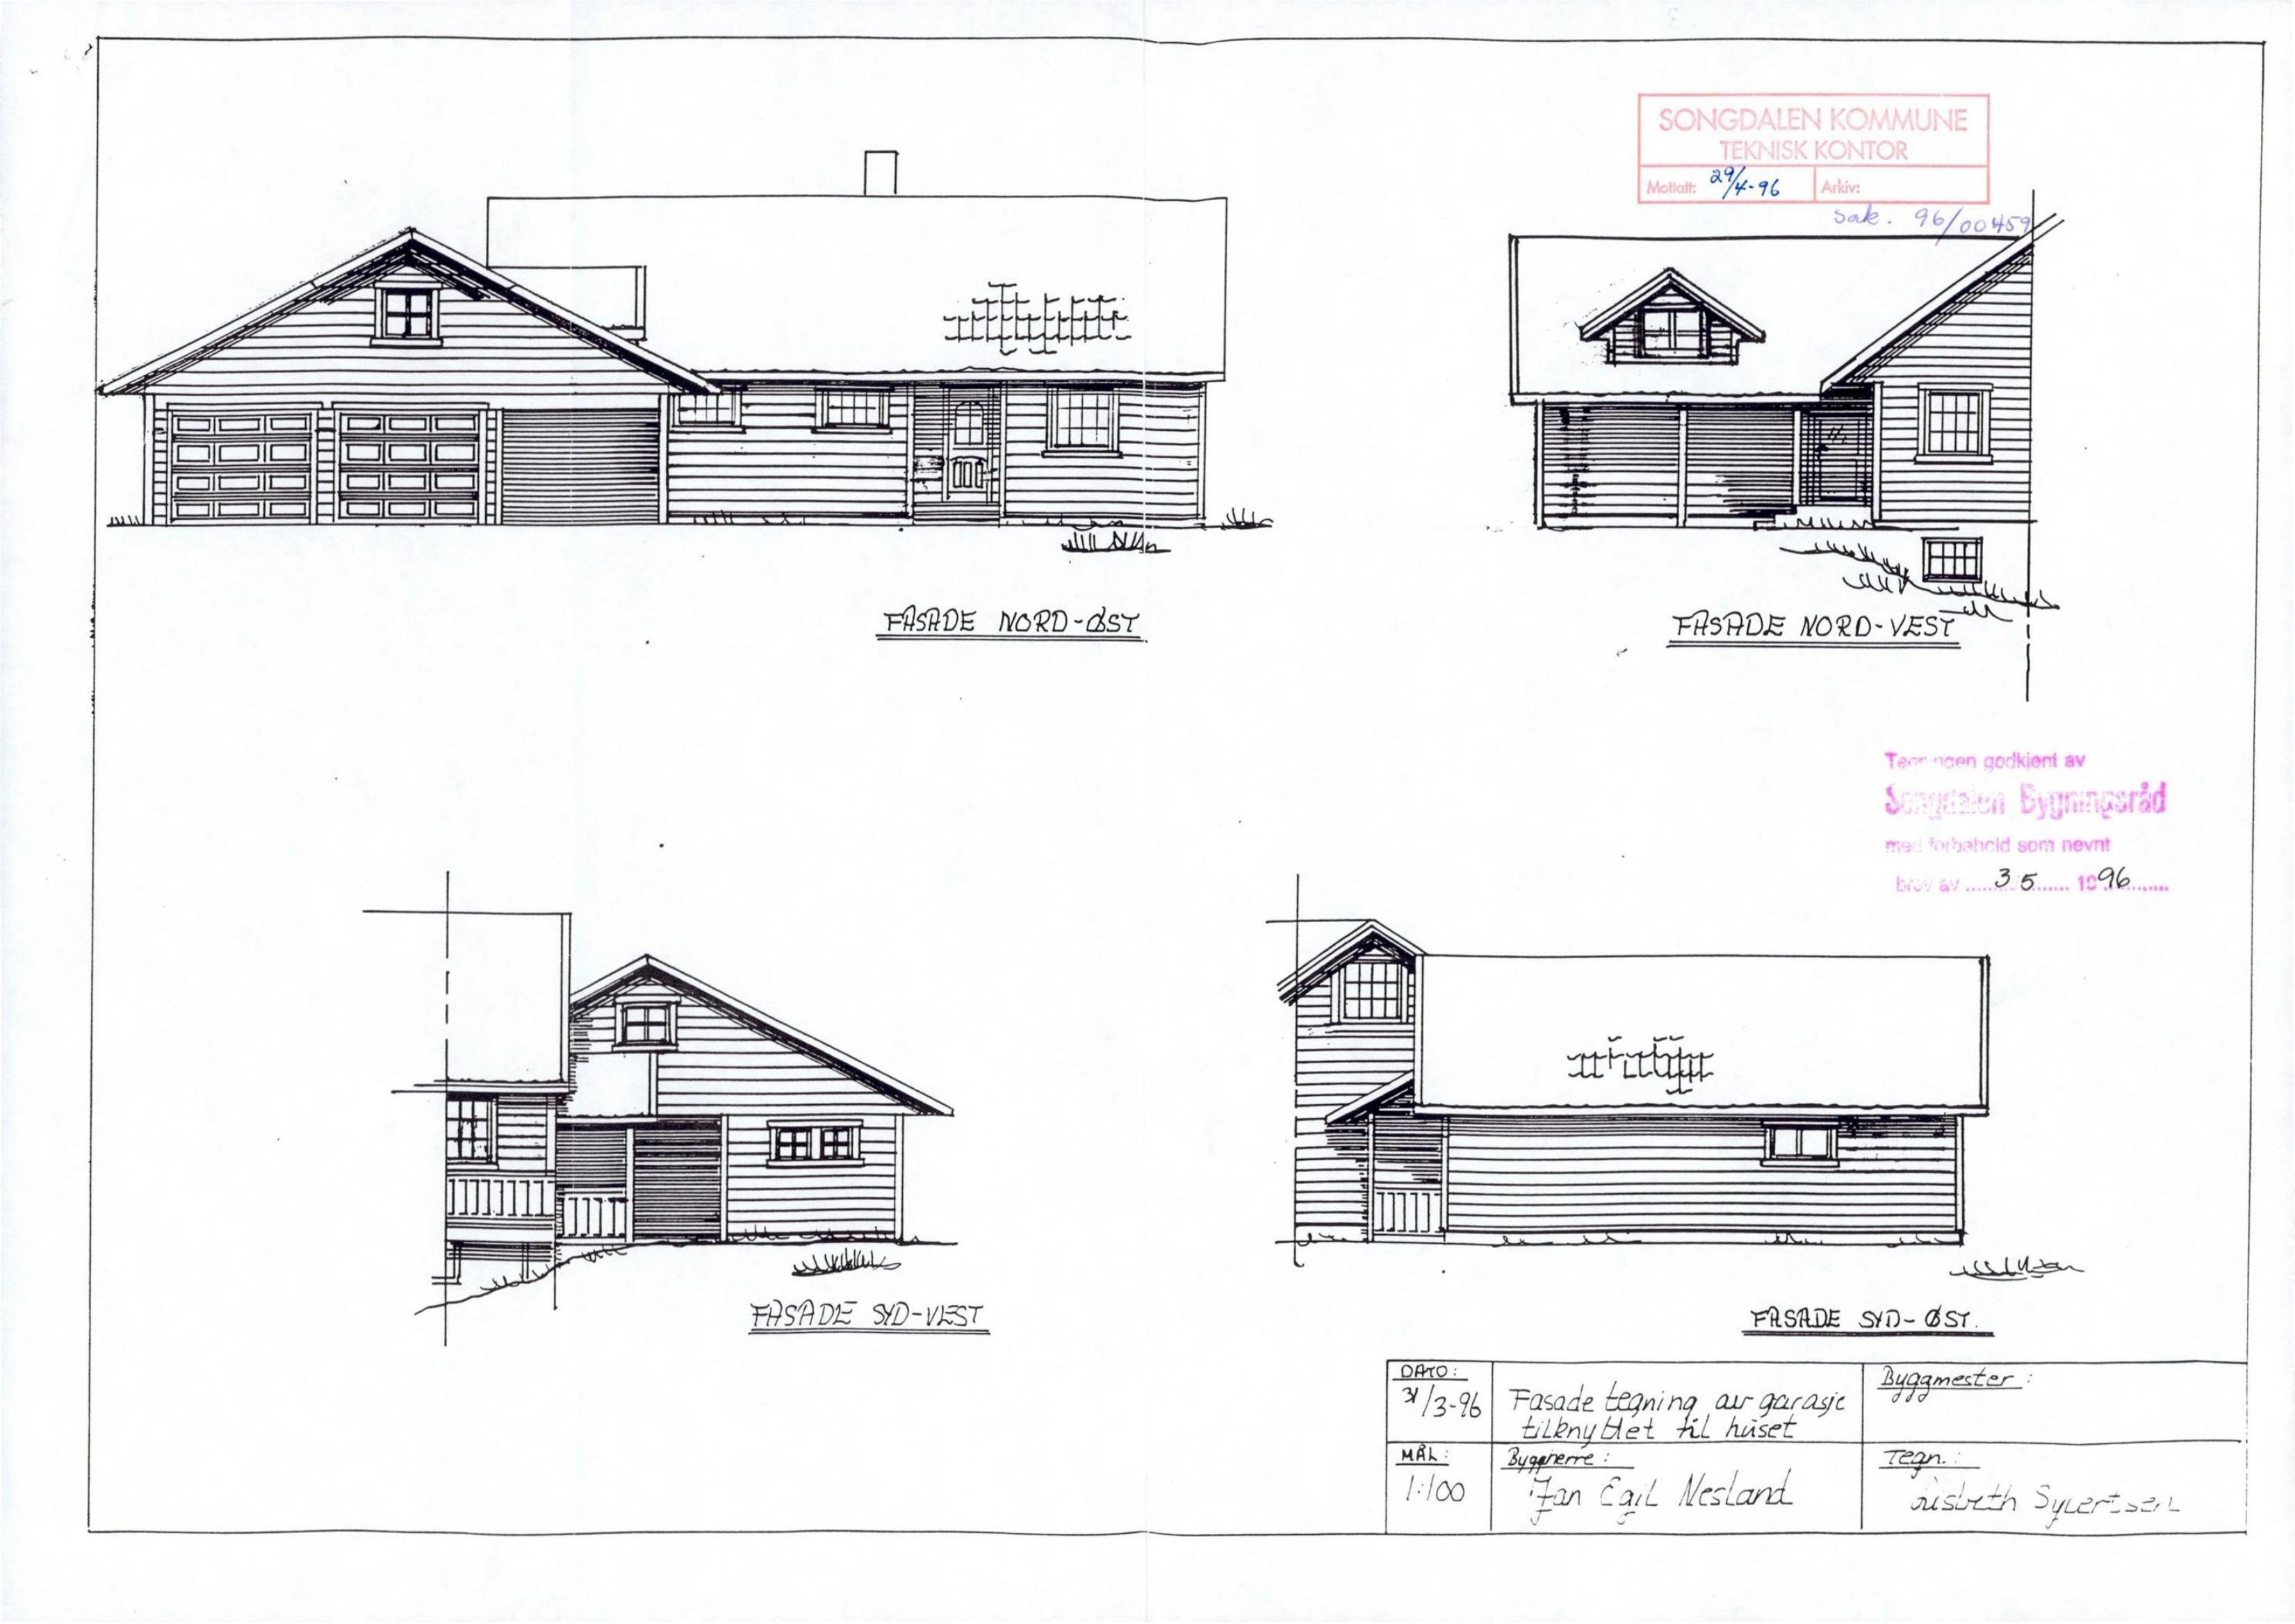 SONGDALEN KOMMUNE
TEKNISK KONTOR
Mottatt: 29/4-96 Arkiv:
Sak. 96/00459
FASADE NORD-ØST
FASADE NORD-VEST
Tegningen godkjent av
Songdalen Bygningsråd
med forbehold som nevnt
brev av ........3 5........ 1996............
FASADE SYD-VEST
FASADE SYD-ØST.
DATO:
31/3-96
Fasade tegning av garasje
tilknyttet til huset
Byggmester:
MÅL:
1:100
Byggherre:
Jan Egil Nesland
Tegn.:
Lisbeth Syvertsen